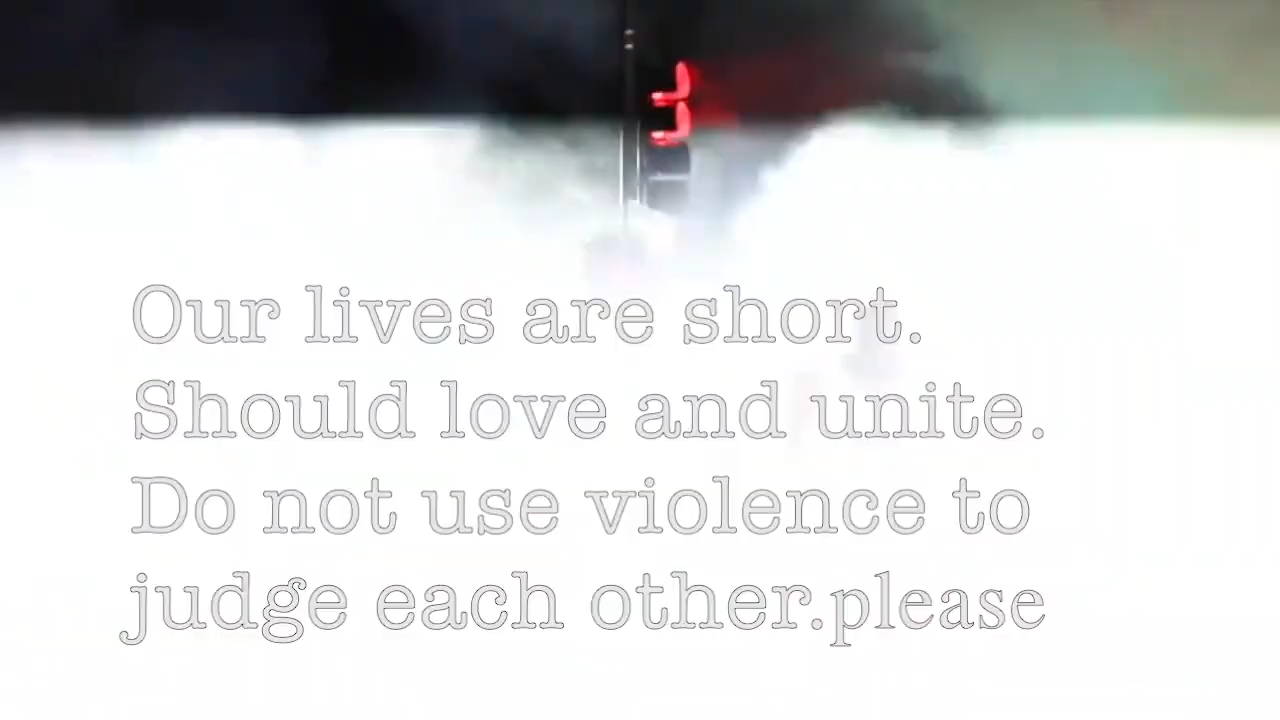 Our lives are short.
Should love and unite.
Do not use violence to
judge each other.please